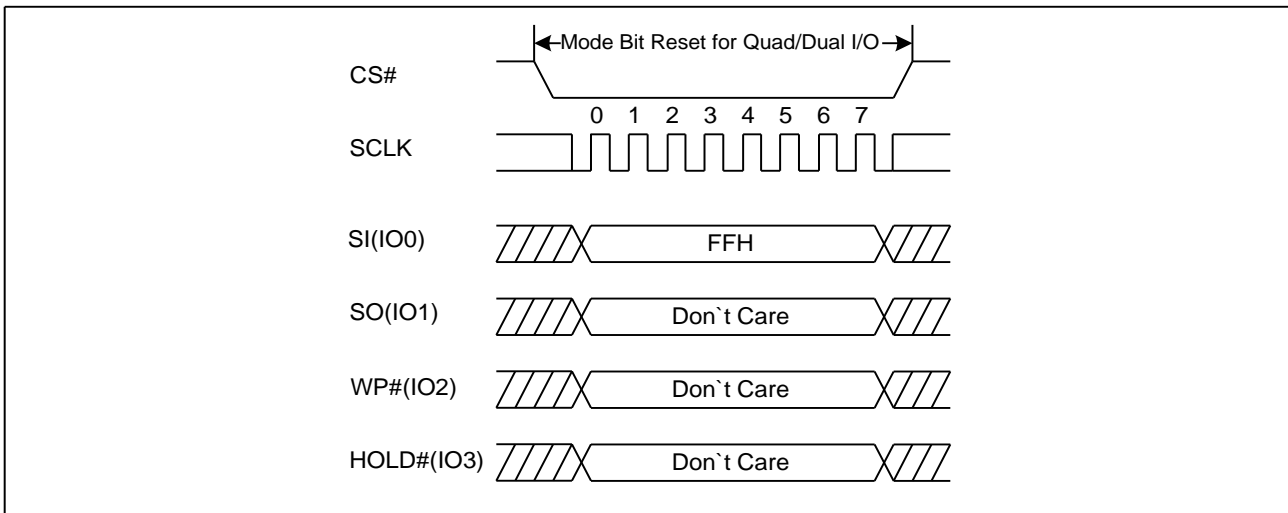 Mode Bit Reset for Quad/Dual I/O
CS#
0 1 2 3 4 5 6 7
SCLK
SI(IO0) FFH
SO(IO1) Don`t Care
WP#(IO2) Don`t Care
HOLD#(IO3) Don`t Care